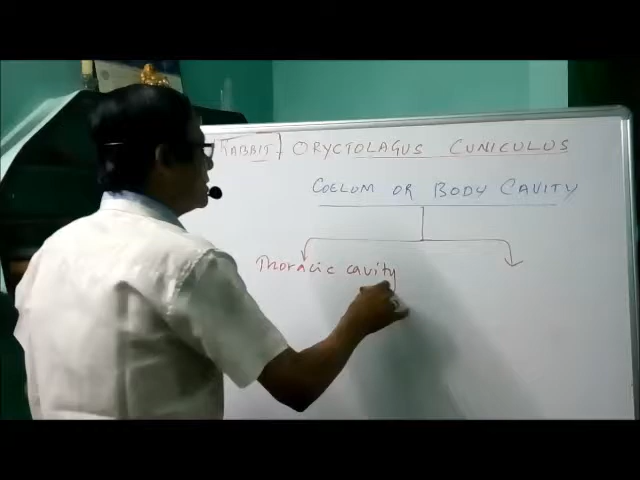 (RABBIT) ORYCTOLAGUS CUNICULUS
COELOM OR BODY CAVITY
Thoracic cavity